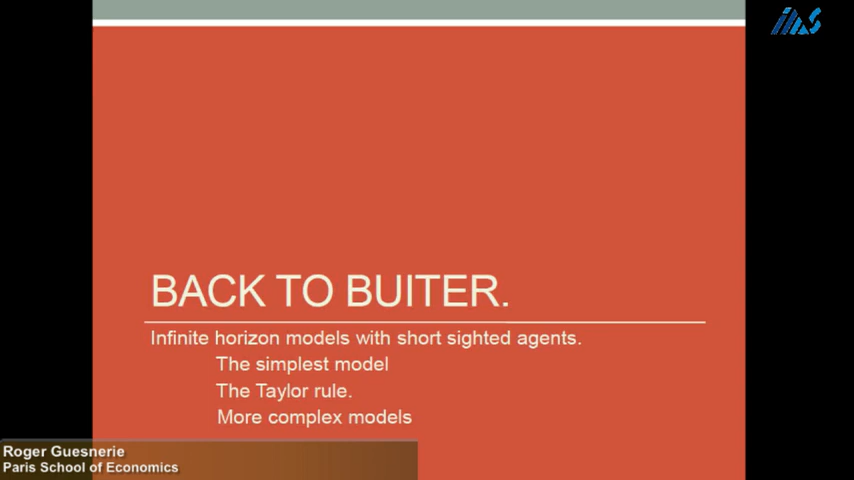 BACK TO BUITER.
Infinite horizon models with short sighted agents.
The simplest model
The Taylor rule.
More complex models
Roger Guesnerie
Paris School of Economics